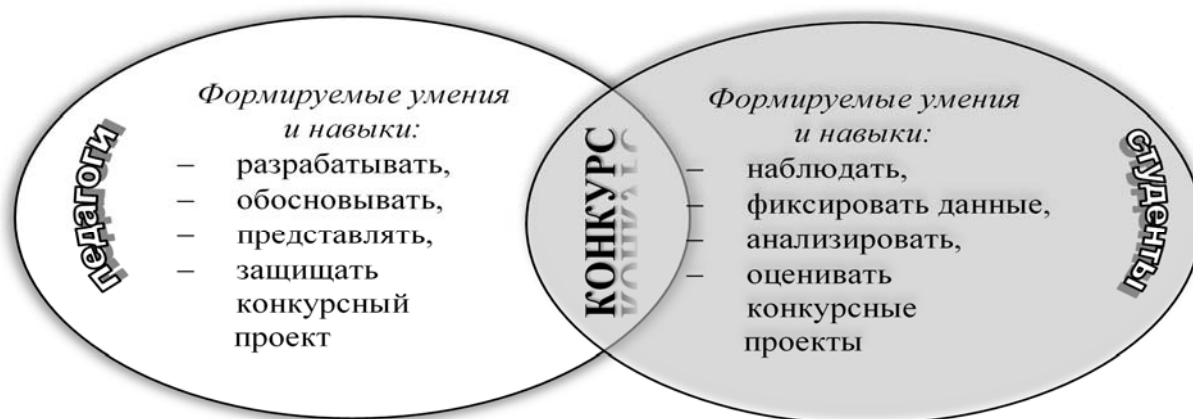 педагоги
Формируемые умения
и навыки:
– разрабатывать,
– обосновывать,
– представлять,
– защищать
конкурсный
проект
КОНКУРС
Формируемые умения
и навыки:
– наблюдать,
– фиксировать данные,
– анализировать,
– оценивать
конкурсные
проекты
студенты